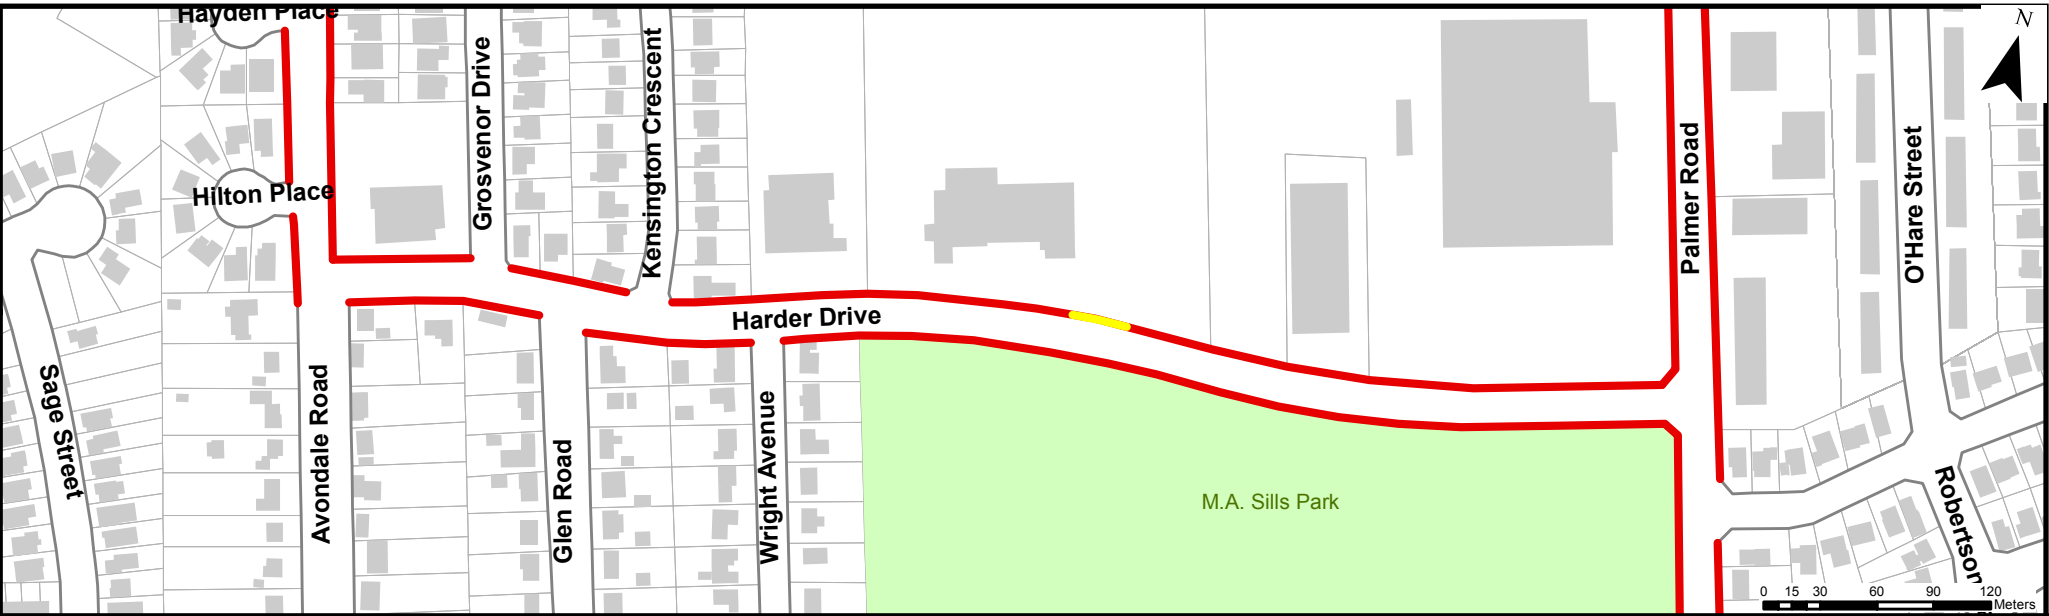 Hayden Place
N
Grosvenor Drive
Kensington Crescent
Palmer Road
O'Hare Street
Hilton Place
Harder Drive
Sage Street
Avondale Road
Glen Road
Wright Avenue
M.A. Sills Park
Robertson
0 15 30 60 90 120
Meters